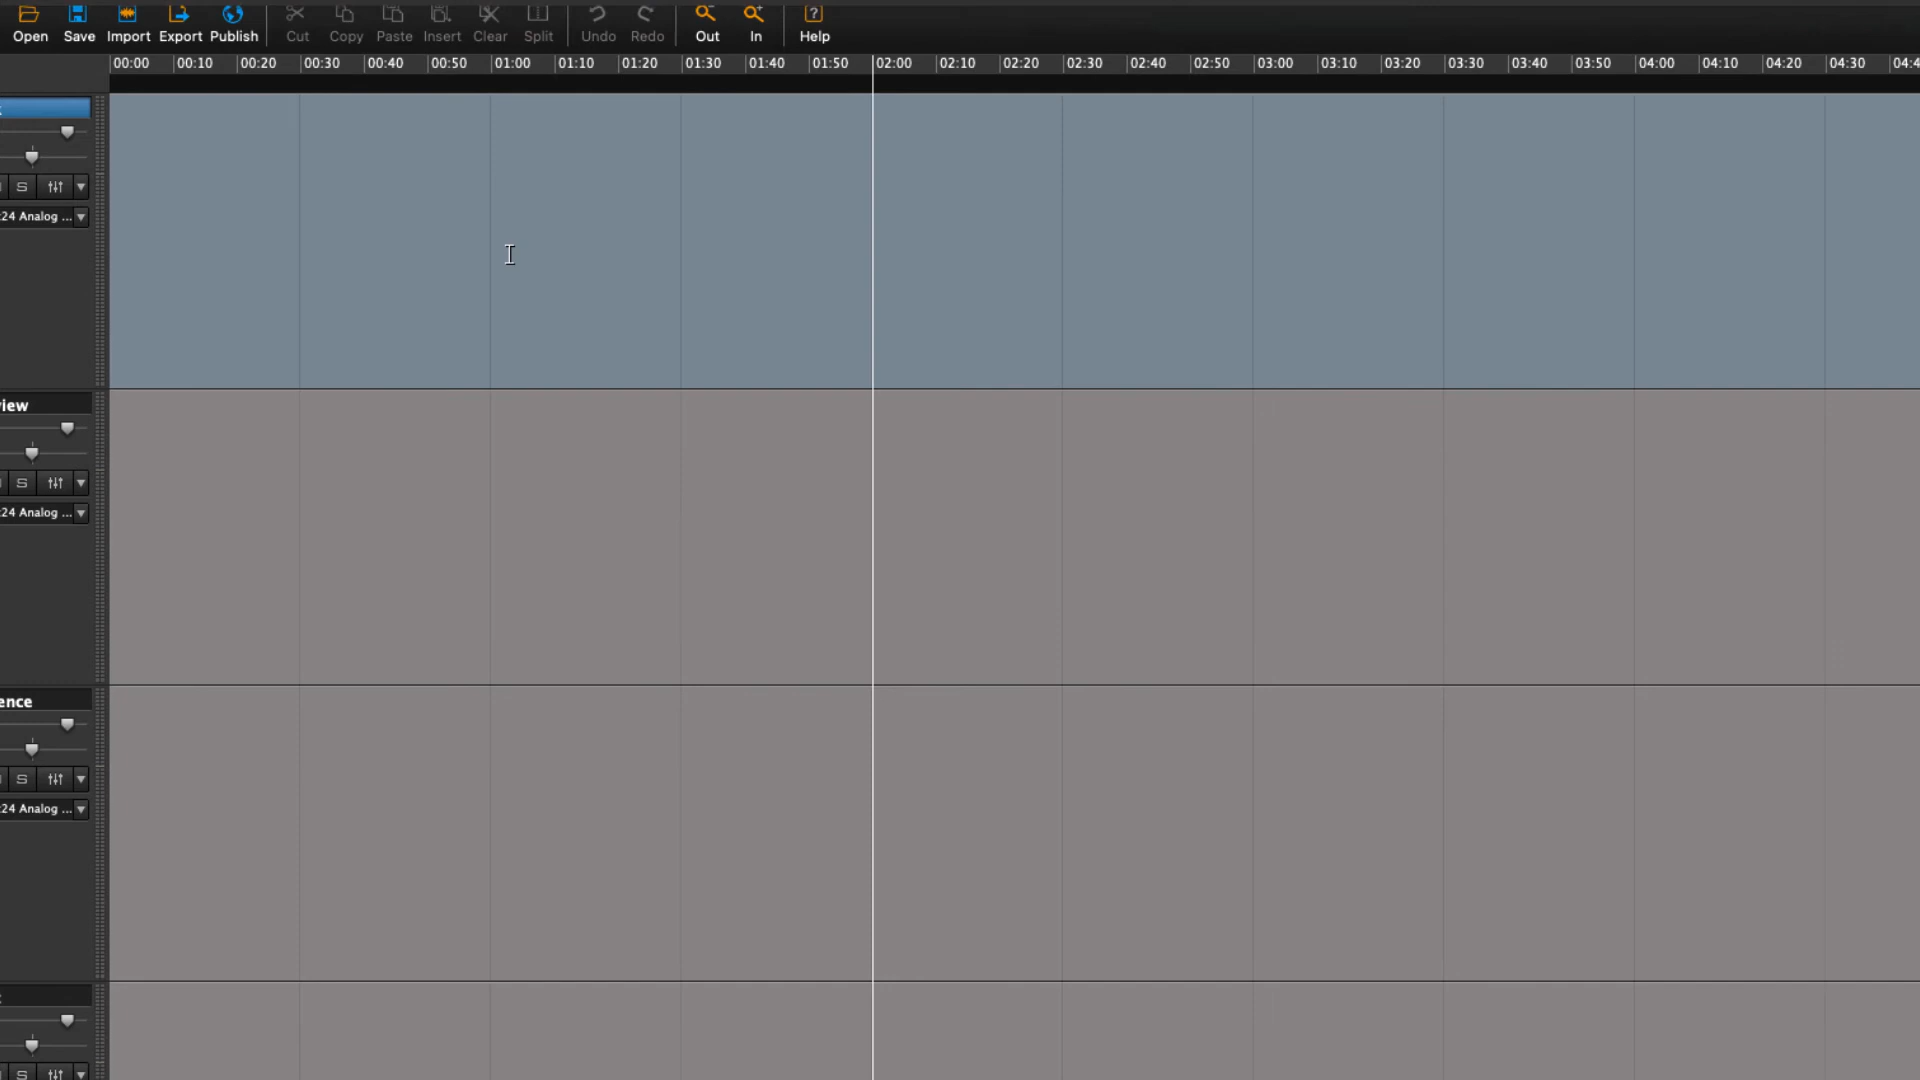 Open Save Import Export Publish Cut Copy Paste Insert Clear Split Undo Redo Out In Help
00:00 00:10 00:20 00:30 00:40 00:50 01:00 01:10 01:20 01:30 01:40 01:50 02:00 02:10 02:20 02:30 02:40 02:50 03:00 03:10 03:20 03:30 03:40 03:50 04:00 04:10 04:20 04:30 04:4
S
:24 Analog ...
view
S
:24 Analog ...
ence
S
:24 Analog ...
S